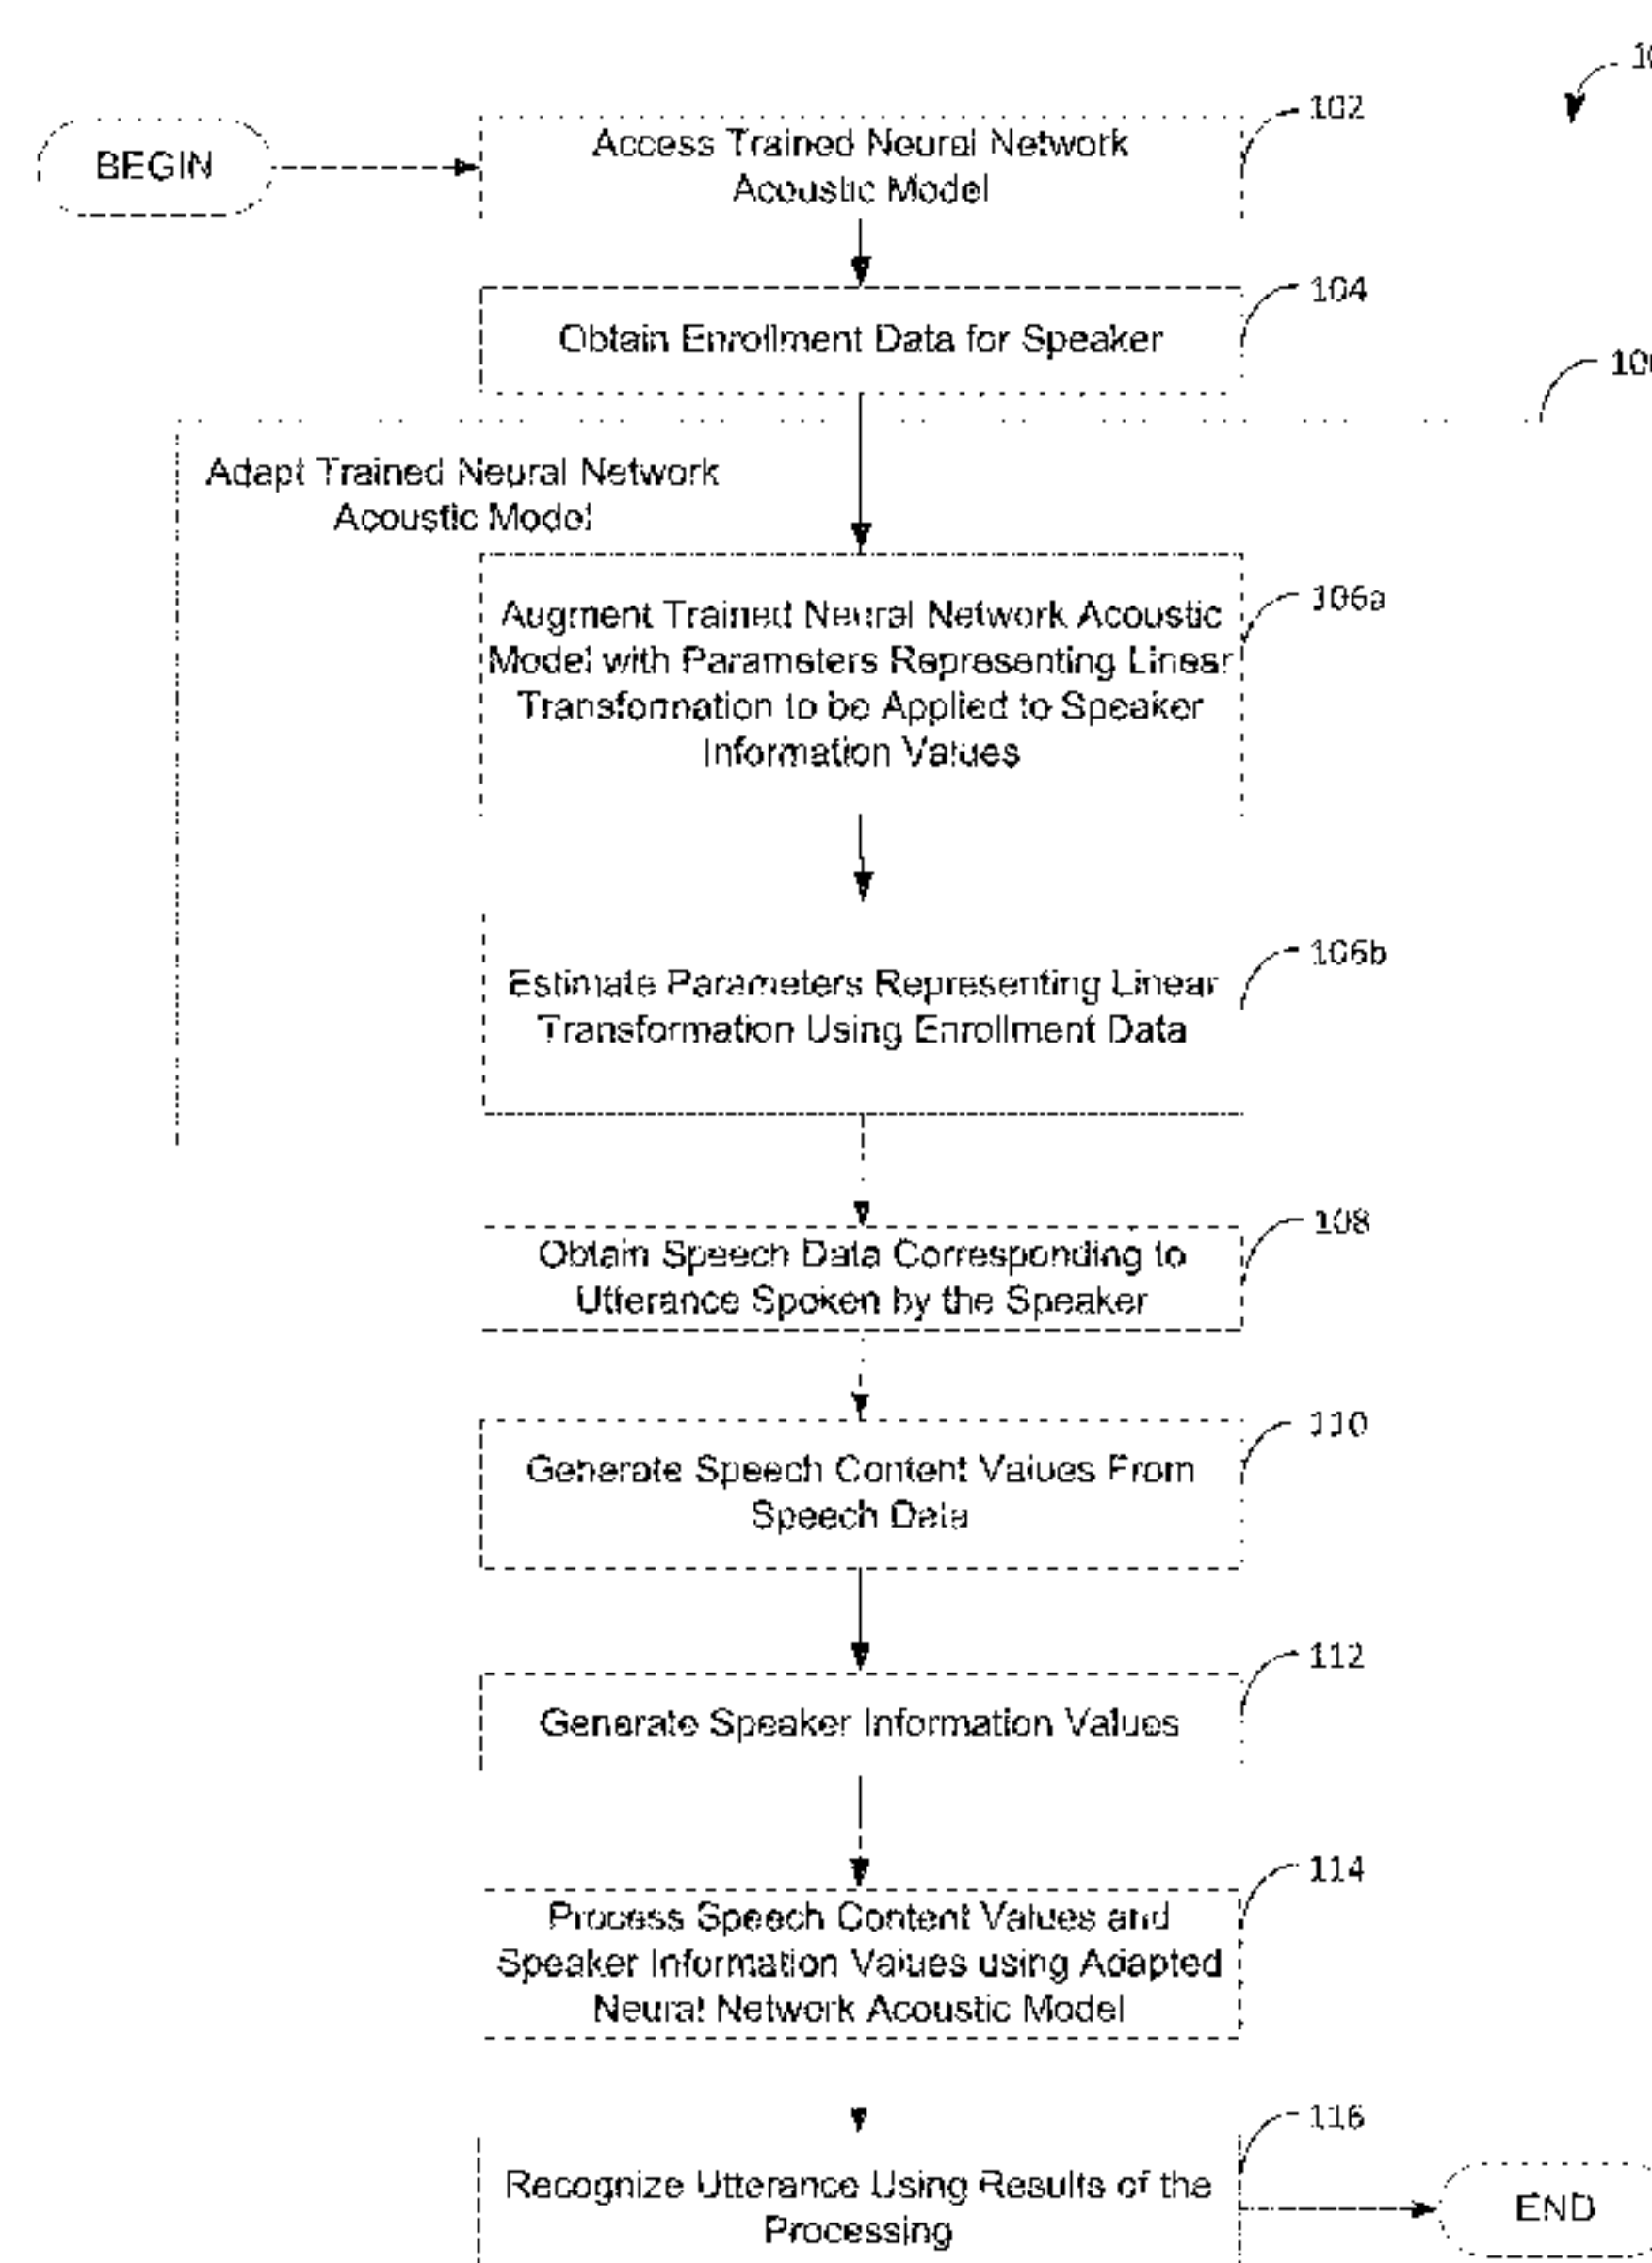 BEGIN
102
Access Trained Neural Network
Acoustic Model
104
Obtain Enrollment Data for Speaker
Adapt Trained Neural Network
Acoustic Model
106a
Augment Trained Neural Network Acoustic
Model with Parameters Representing Linear
Transformation to be Applied to Speaker
Information Values
106b
Estimate Parameters Representing Linear
Transformation Using Enrollment Data
108
Obtain Speech Data Corresponding to
Utterance Spoken by the Speaker
110
Generate Speech Content Values From
Speech Data
112
Generate Speaker Information Values
114
Process Speech Content Values and
Speaker Information Values using Adapted
Neural Network Acoustic Model
116
Recognize Utterance Using Results of the
Processing
END